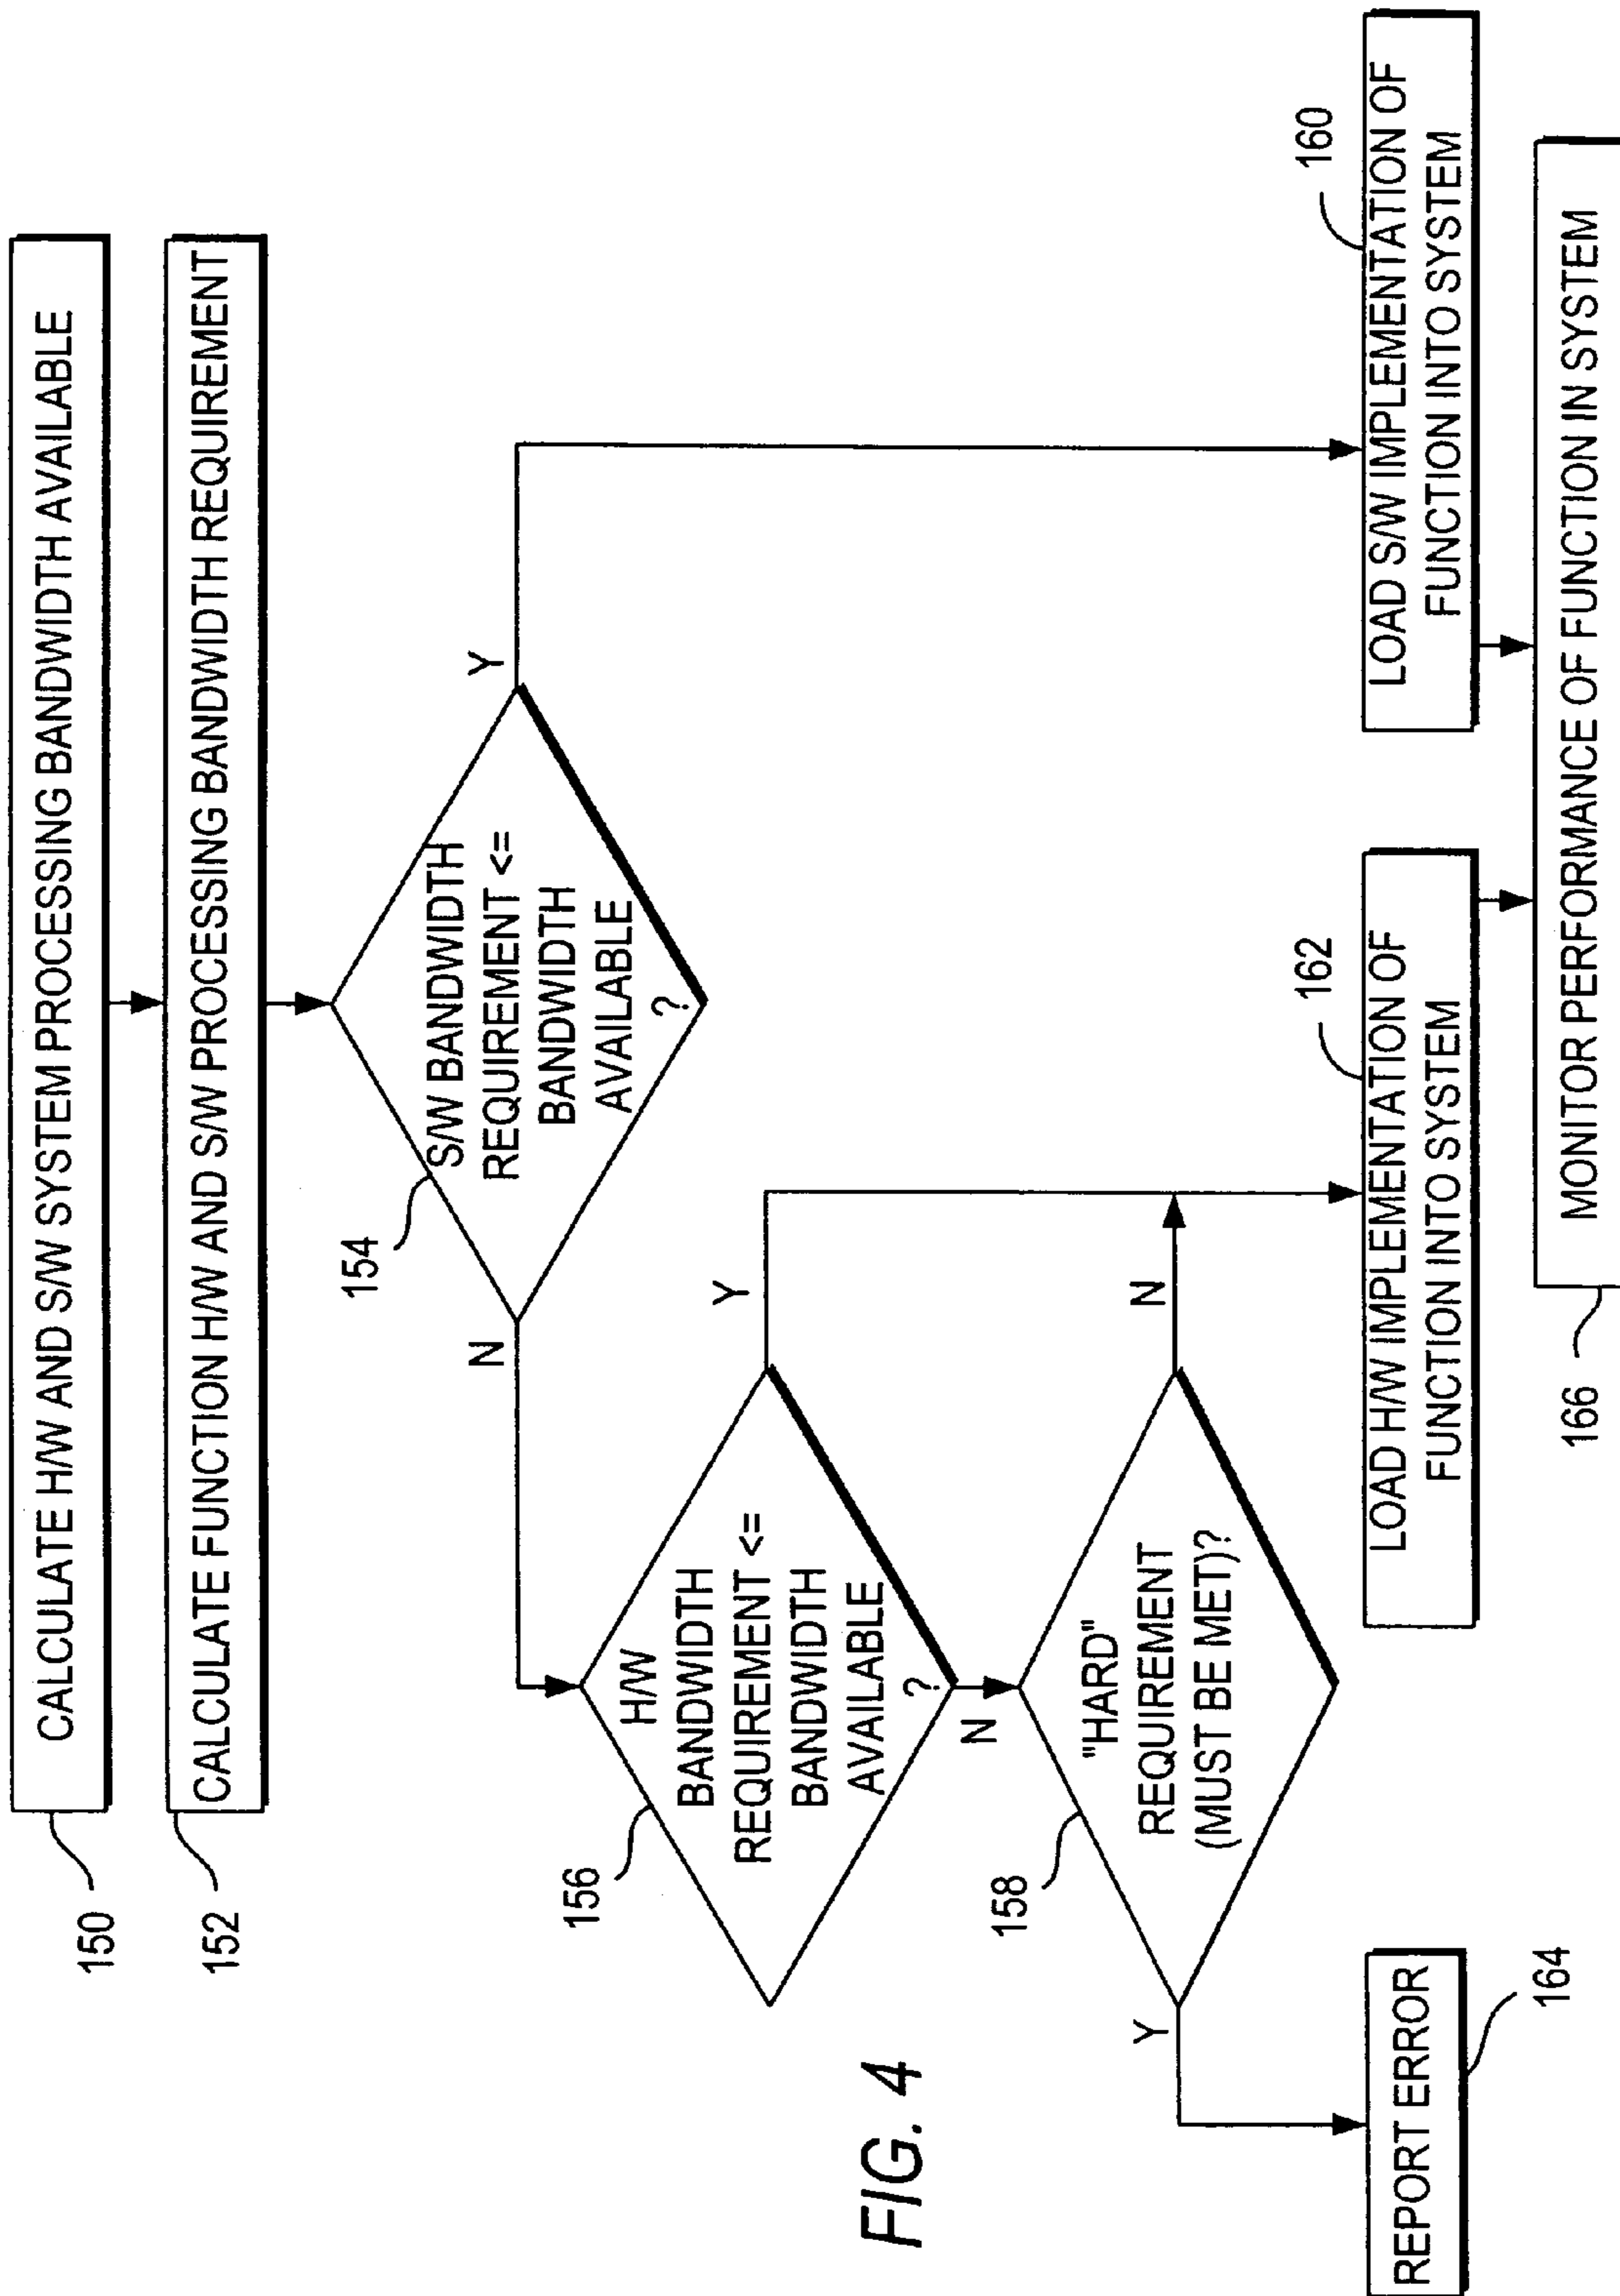 150
CALCULATE H/W AND S/W SYSTEM PROCESSING BANDWIDTH AVAILABLE
152
CALCULATE FUNCTION H/W AND S/W PROCESSING BANDWIDTH REQUIREMENT
154
S/W BANDWIDTH
REQUIREMENT <=
BANDWIDTH
AVAILABLE
?
N
Y
156
H/W
BANDWIDTH
REQUIREMENT <=
BANDWIDTH
AVAILABLE
?
Y
N
158
"HARD"
REQUIREMENT
(MUST BE MET)?
Y
N
REPORT ERROR
164
162
LOAD H/W IMPLEMENTATION OF
FUNCTION INTO SYSTEM
160
LOAD S/W IMPLEMENTATION OF
FUNCTION INTO SYSTEM
166
MONITOR PERFORMANCE OF FUNCTION IN SYSTEM
FIG. 4